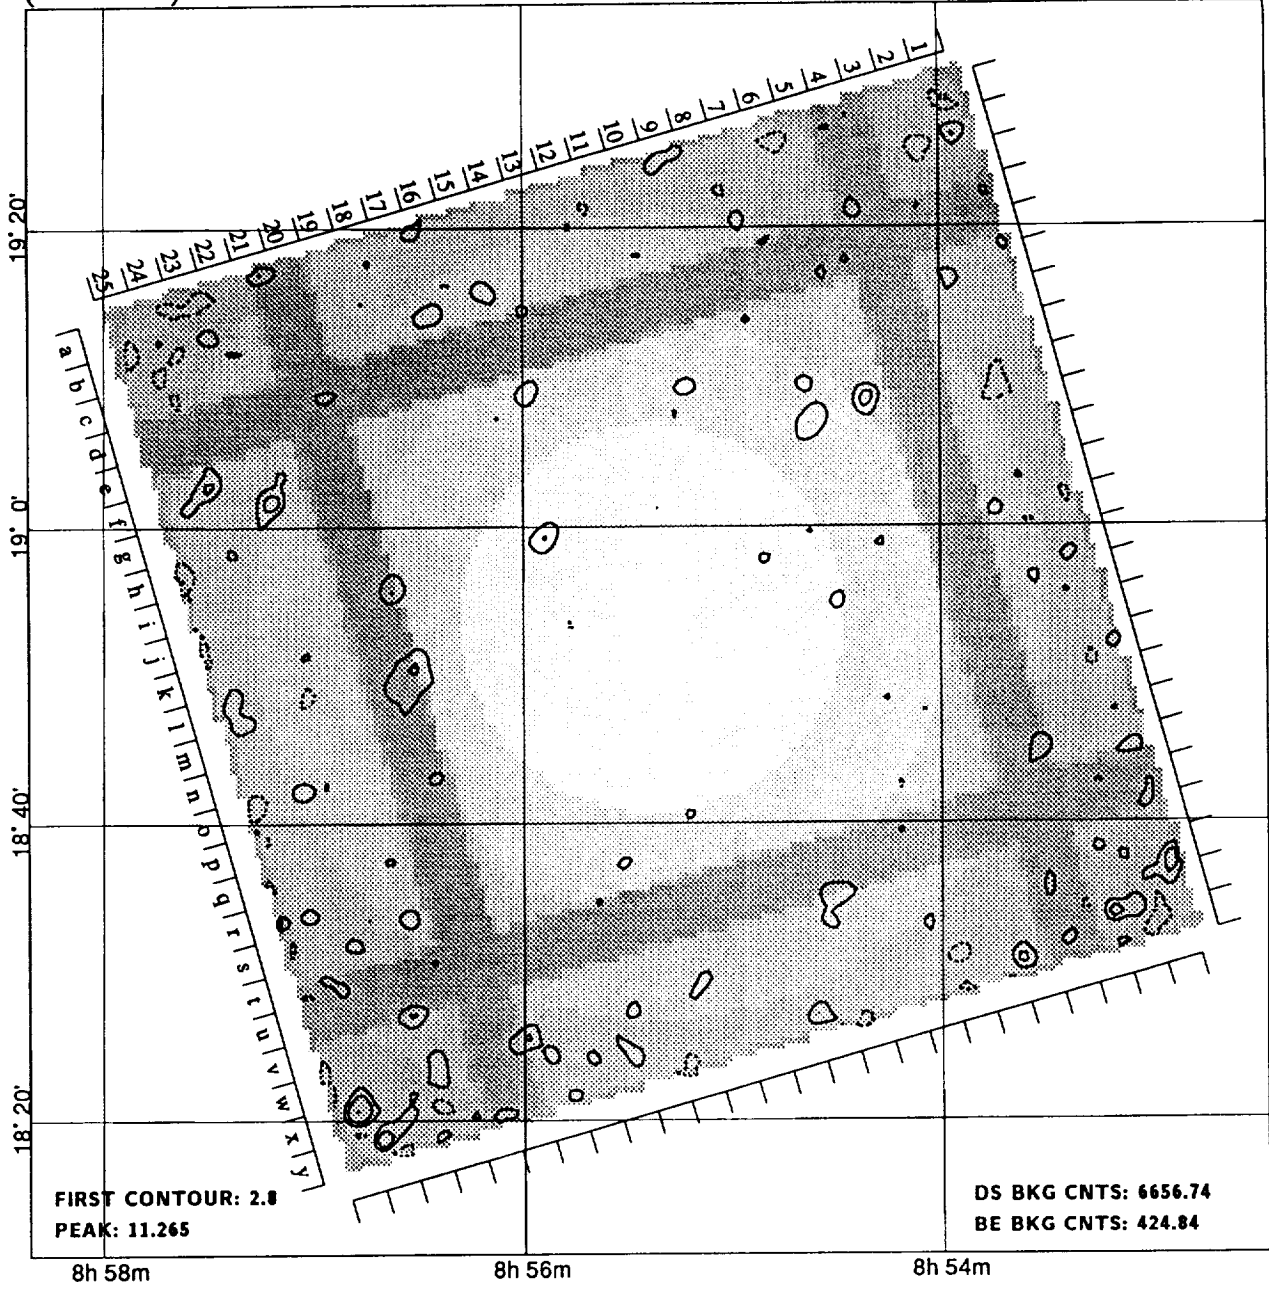 1 2 3 4 5 6 7 8 9 10 11 12 13 14 15 16 17 18 19 20 21 22 23 24 25
a b c d e f g h i j k l m n o p q r s t u v w x y
19° 20'
19° 0'
18° 40'
18° 20'
FIRST CONTOUR: 2.8
PEAK: 11.265
DS BKG CNTS: 6656.74
BE BKG CNTS: 424.84
8h 58m
8h 56m
8h 54m